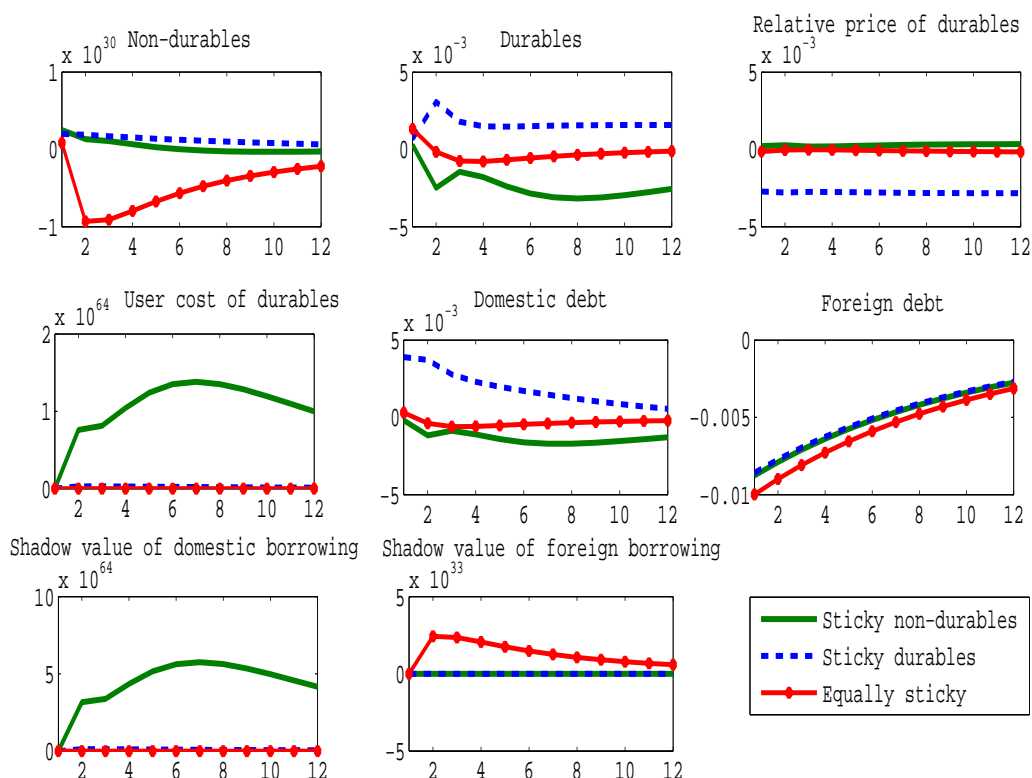 Non-durables
x 10^30
1
0
-1
2 4 6 8 10 12
Durables
x 10^-3
5
0
-5
2 4 6 8 10 12
Relative price of durables
x 10^-3
5
0
-5
2 4 6 8 10 12
User cost of durables
x 10^64
2
1
0
2 4 6 8 10 12
Domestic debt
x 10^-3
5
0
-5
2 4 6 8 10 12
Foreign debt
0
-0.005
-0.01
2 4 6 8 10 12
Shadow value of domestic borrowing
x 10^64
10
5
0
2 4 6 8 10 12
Shadow value of foreign borrowing
x 10^33
5
0
-5
2 4 6 8 10 12
Sticky non-durables
Sticky durables
Equally sticky